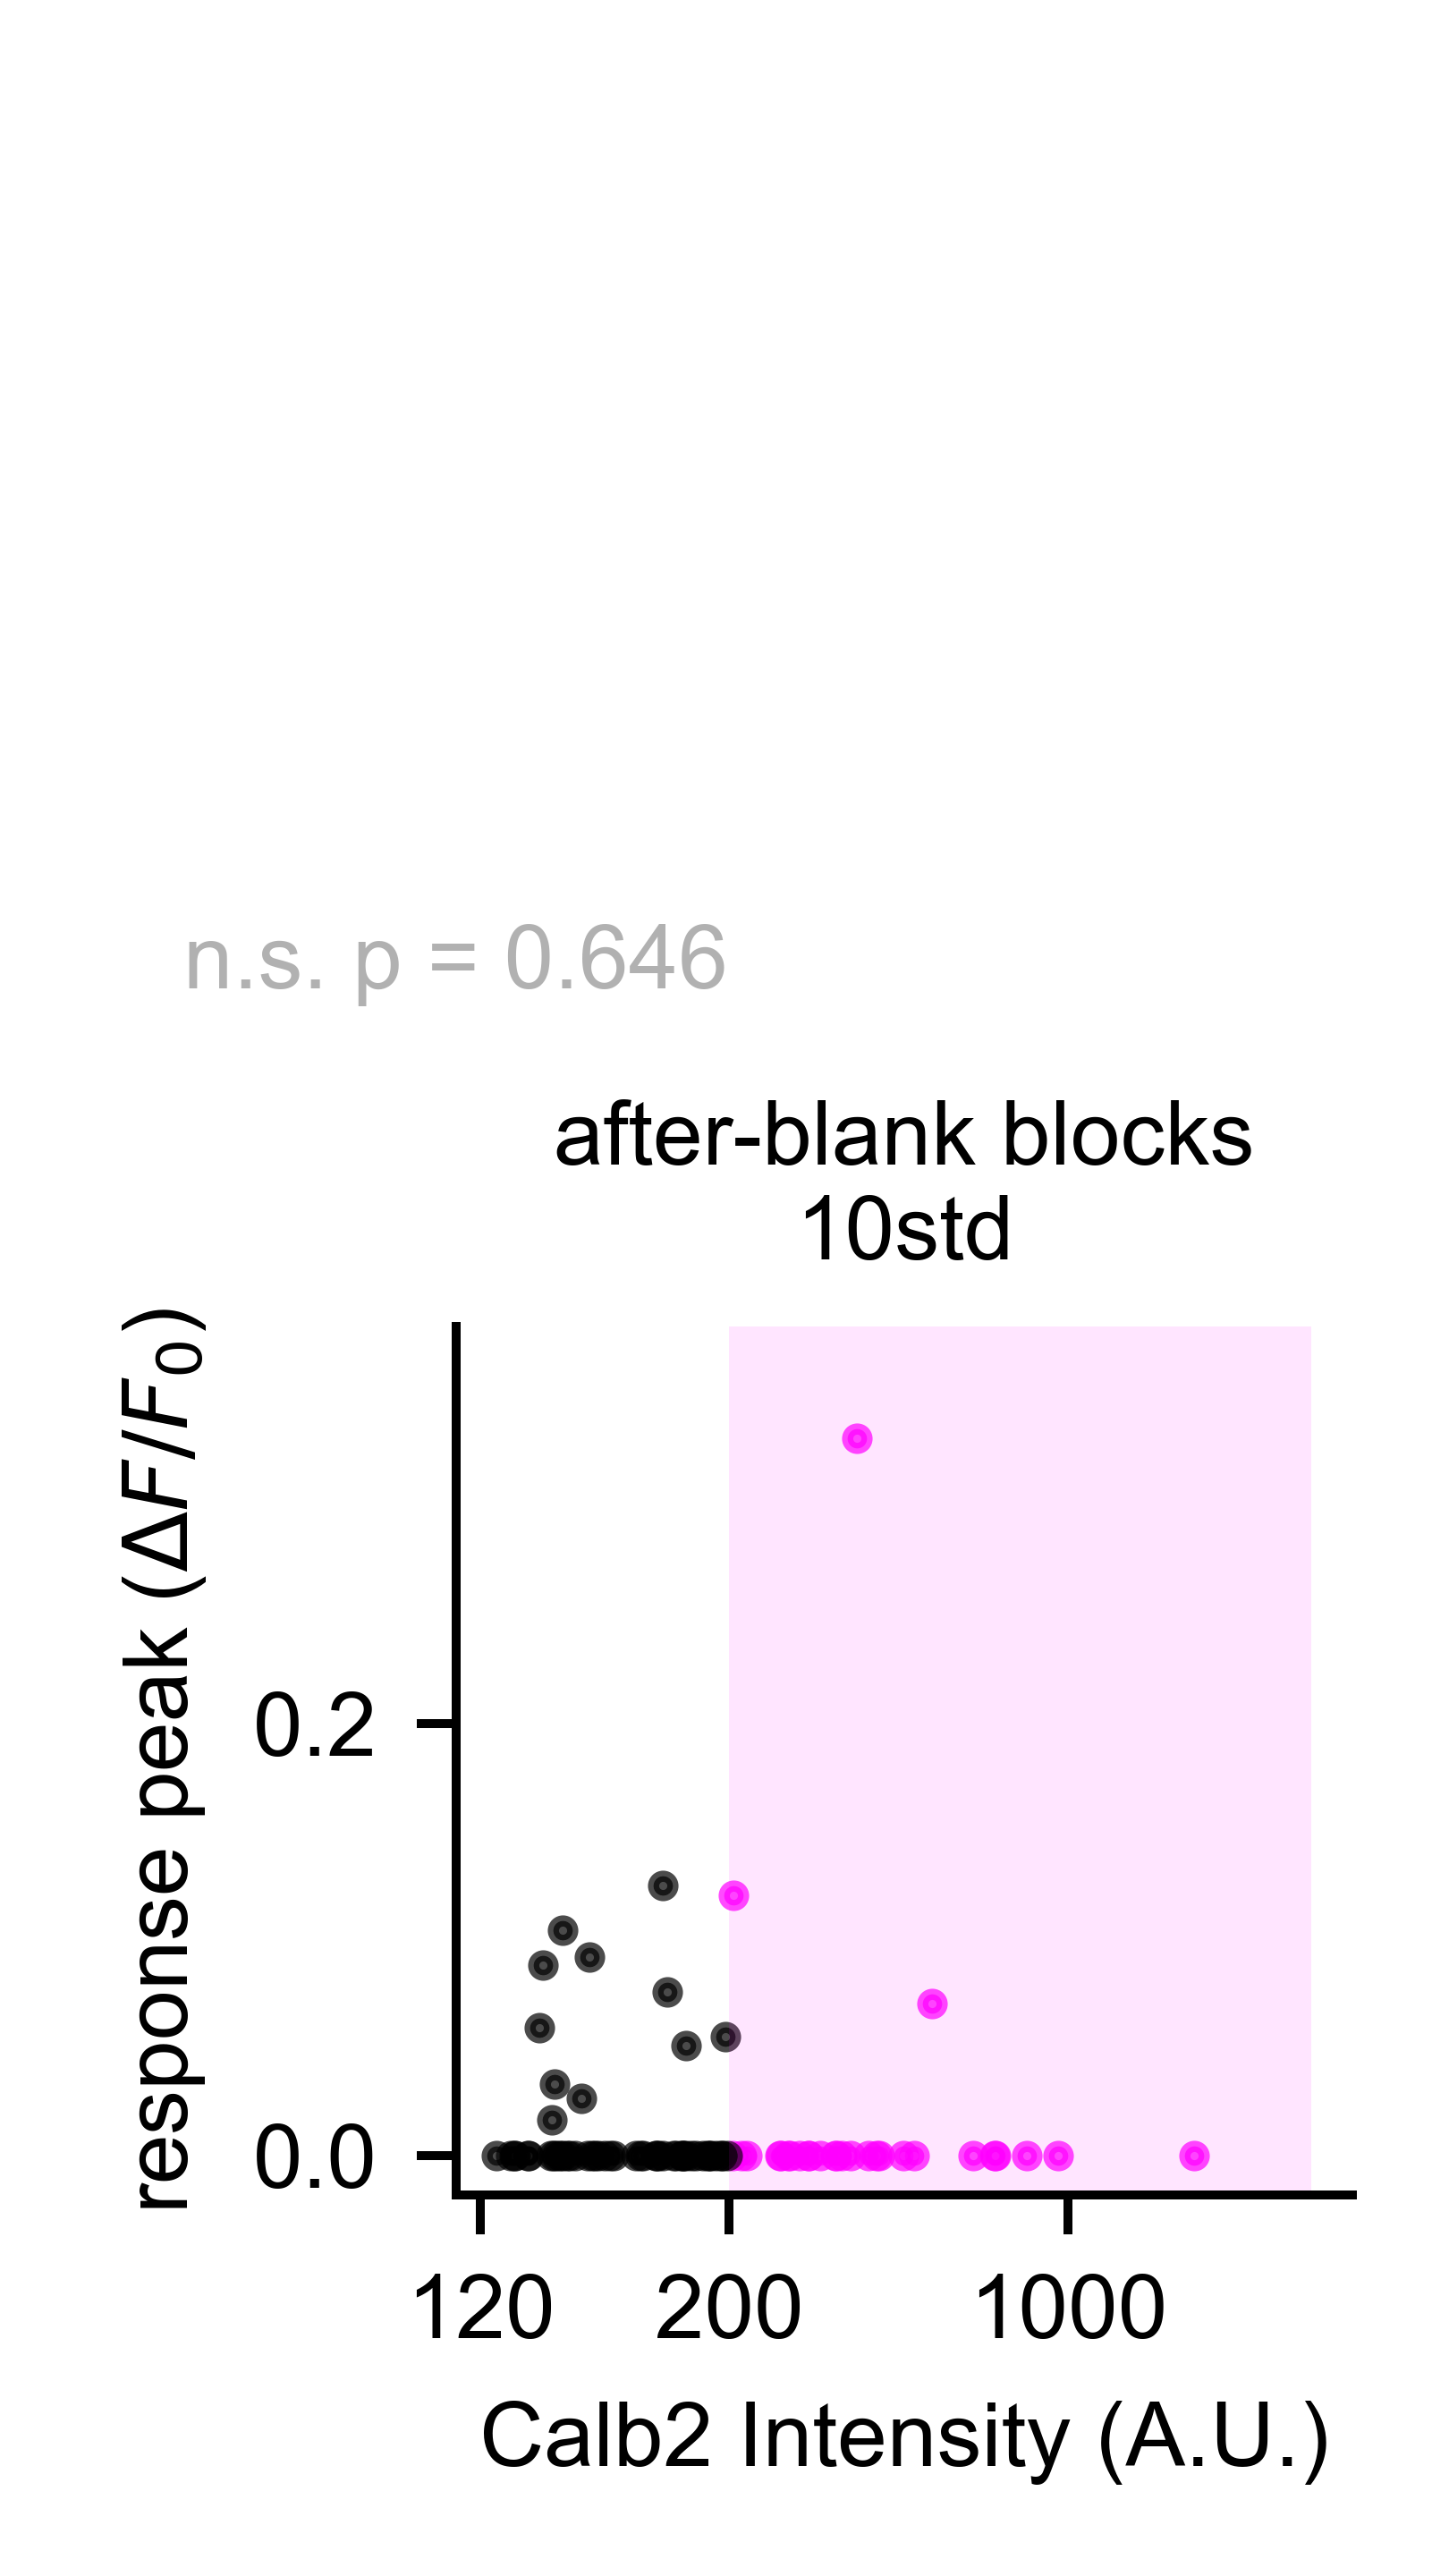 n.s. p = 0.646
after-blank blocks
10std
response peak (ΔF/F₀)
0.2
0.0
120 200 1000
Calb2 Intensity (A.U.)